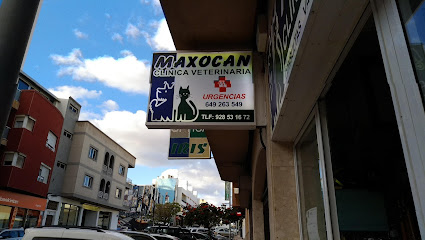 MAXOCAN
CLINICA VETERINARIA
URGENCIAS
649 263 549
TLF: 928 53 16 72